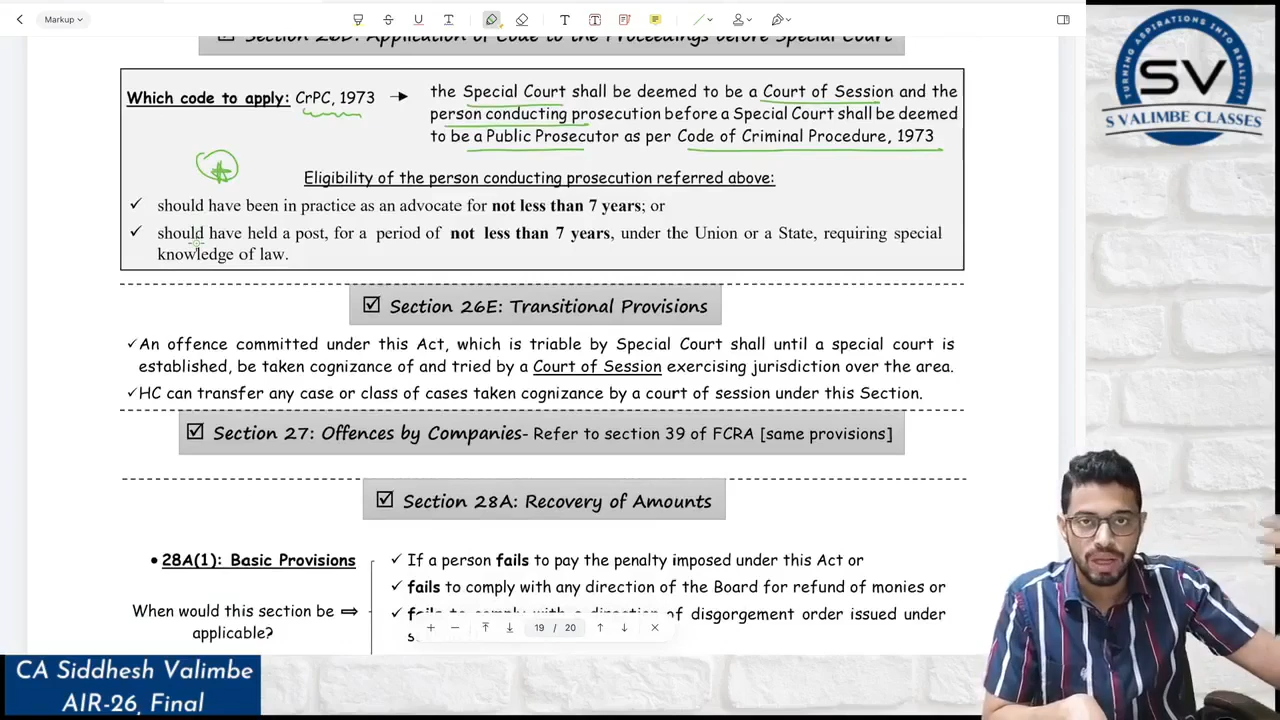 Markup
T
T
Section 26D: Application of Code to the Proceedings before Special Court
Which code to apply: CrPC, 1973
the Special Court shall be deemed to be a Court of Session and the
person conducting prosecution before a Special Court shall be deemed
to be a Public Prosecutor as per Code of Criminal Procedure, 1973
Eligibility of the person conducting prosecution referred above:
✓ should have been in practice as an advocate for not less than 7 years; or
✓ should have held a post, for a period of not less than 7 years, under the Union or a State, requiring special
knowledge of law.
Section 26E: Transitional Provisions
✓An offence committed under this Act, which is triable by Special Court shall until a special court is
established, be taken cognizance of and tried by a Court of Session exercising jurisdiction over the area.
✓HC can transfer any case or class of cases taken cognizance by a court of session under this Section.
Section 27: Offences by Companies- Refer to section 39 of FCRA [same provisions]
Section 28A: Recovery of Amounts
• 28A(1): Basic Provisions
When would this section be
applicable?
✓ If a person fails to pay the penalty imposed under this Act or
✓ fails to comply with any direction of the Board for refund of monies or
✓ fails to comply with a direction of disgorgement order issued under
19 / 20
TURNING ASPIRATIONS INTO REALITY!
SV
S VALIMBE CLASSES
CA Siddhesh Valimbe
AIR-26, Final